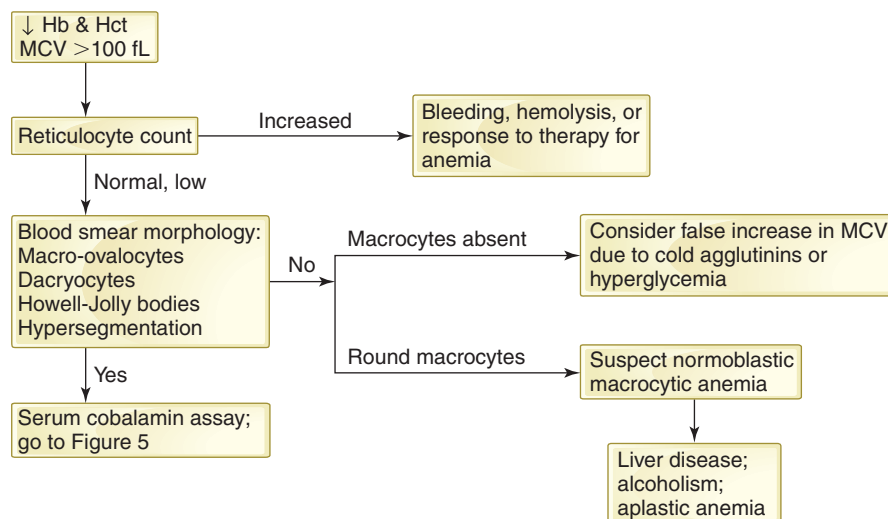 ↓ Hb & Hct
MCV >100 fL
Reticulocyte count
Increased
Bleeding, hemolysis, or
response to therapy for
anemia
Normal, low
Blood smear morphology:
Macro-ovalocytes
Dacryocytes
Howell-Jolly bodies
Hypersegmentation
No
Macrocytes absent
Consider false increase in MCV
due to cold agglutinins or
hyperglycemia
Round macrocytes
Suspect normoblastic
macrocytic anemia
Yes
Serum cobalamin assay;
go to Figure 5
Liver disease;
alcoholism;
aplastic anemia